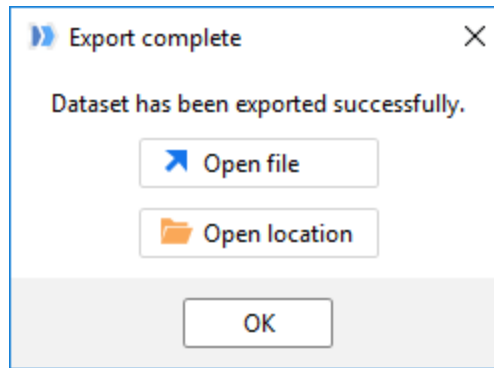 Export complete
Dataset has been exported successfully.
Open file
Open location
OK